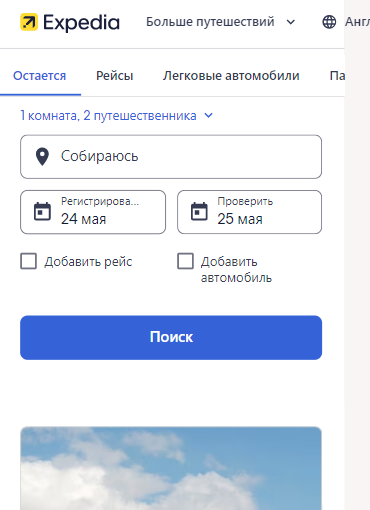 Expedia
Больше путешествий
Англ
Остается
Рейсы
Легковые автомобили
Па
1 комната, 2 путешественника
Собираюсь
Регистрирова...
24 мая
Проверить
25 мая
Добавить рейс
Добавить
автомобиль
Поиск